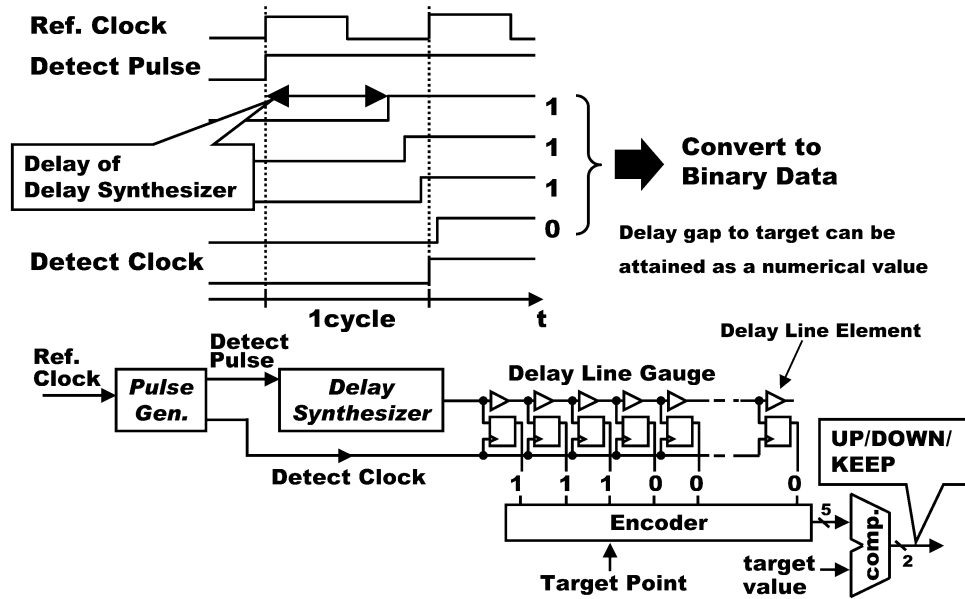 Ref. Clock
Detect Pulse
1
1
1
0
Delay of
Delay Synthesizer
Convert to
Binary Data
Delay gap to target can be
attained as a numerical value
Detect Clock
1cycle
t
Ref.
Clock
Detect
Pulse
Pulse
Gen.
Delay
Synthesizer
Delay Line Gauge
Delay Line Element
Detect Clock
1 1 1 0 0 0
UP/DOWN/
KEEP
Encoder
5
comp.
2
Target Point
target
value